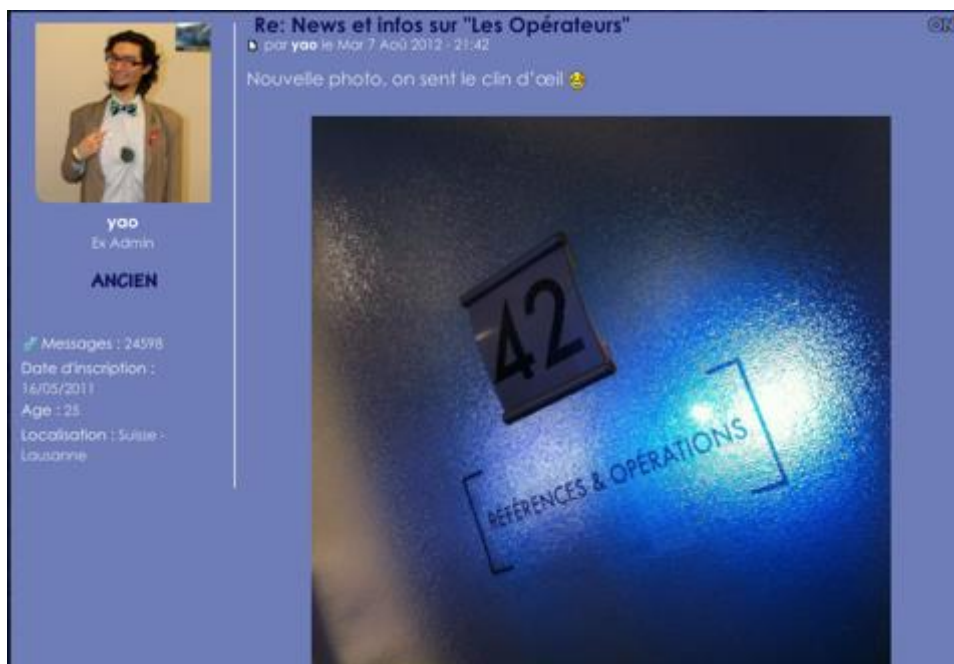 Re: News et infos sur "Les Opérateurs"
par yao le Mar 7 Aoû 2012 - 21:42
Nouvelle photo, on sent le clin d'œil
yao
Ex Admin
ANCIEN
Messages : 24598
Date d'inscription :
16/05/2011
Age : 25
Localisation : Suisse -
Lausanne
42
RÉFÉRENCES & OPÉRATIONS